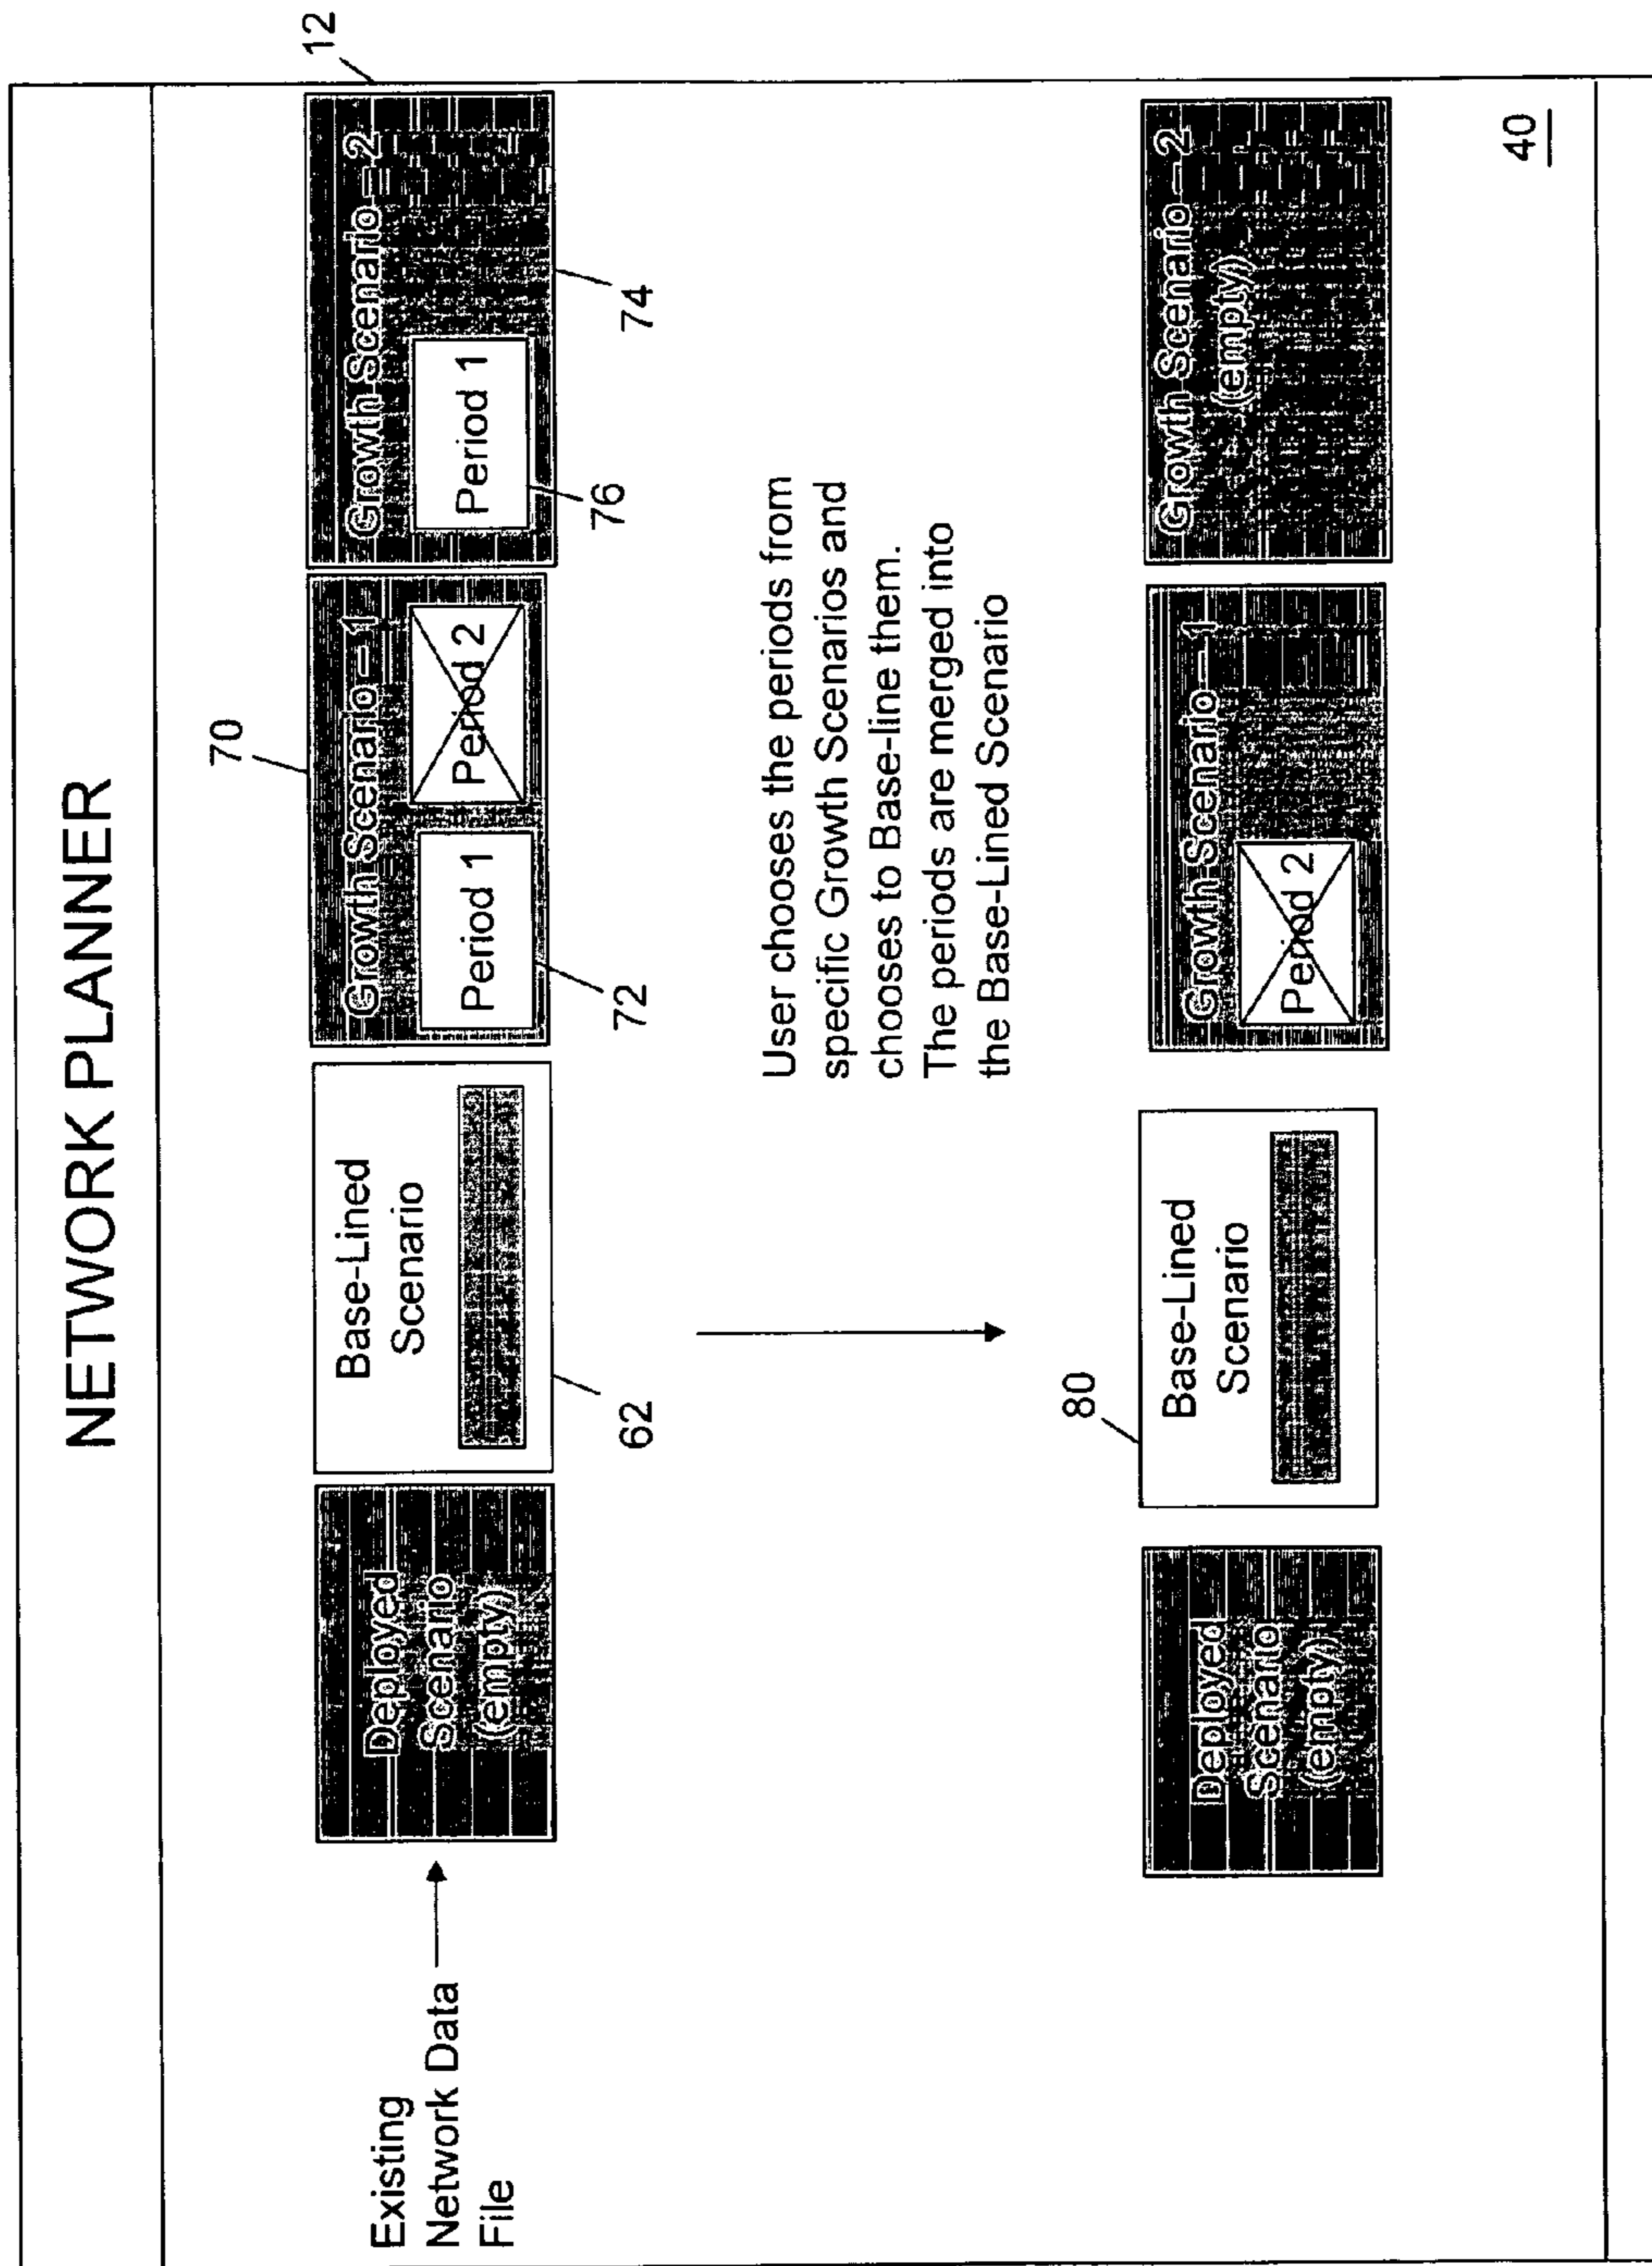 NETWORK PLANNER
12
70
Existing
Network Data
File
Deployed
Scenario
(empty)
Base-Lined
Scenario
62
Growth Scenario – 1
Period 1
Period 2
72
Growth Scenario – 2
Period 1
76
74
User chooses the periods from
specific Growth Scenarios and
chooses to Base-line them.
The periods are merged into
the Base-Lined Scenario
80
Deployed
Scenario
(empty)
Base-Lined
Scenario
Growth Scenario – 1
Period 2
Growth Scenario – 2
(empty)
40